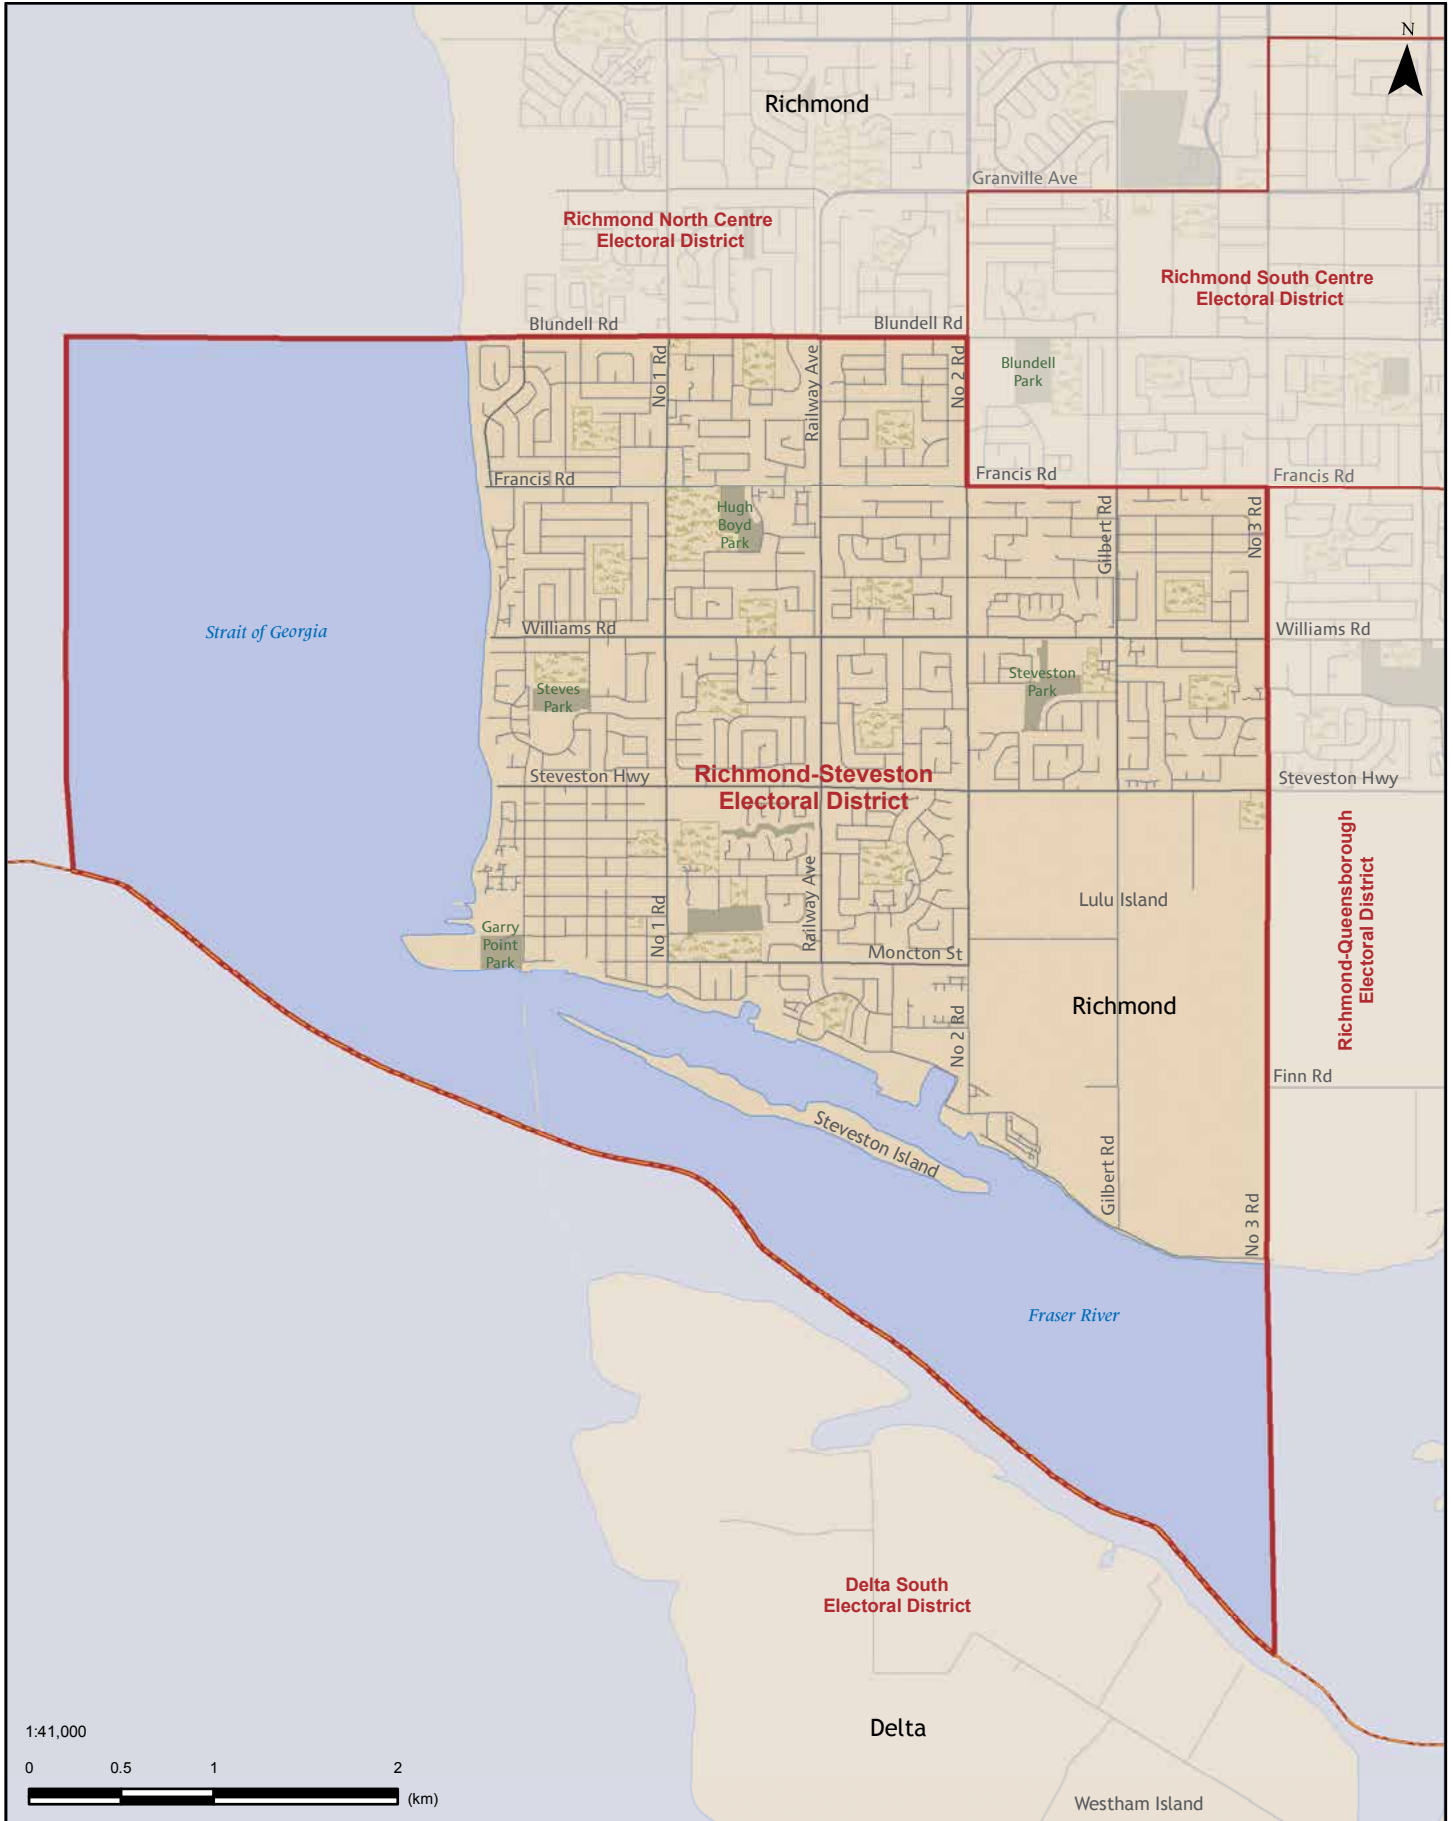 N
Richmond
Granville Ave
Richmond North Centre
Electoral District
Richmond South Centre
Electoral District
Blundell Rd
Blundell Rd
No 1 Rd
Railway Ave
No 2 Rd
Blundell
Park
Francis Rd
Francis Rd
Francis Rd
Hugh
Boyd
Park
Gilbert Rd
No 3 Rd
Strait of Georgia
Williams Rd
Williams Rd
Steves
Park
Steveston
Park
Steveston Hwy
Richmond-Steveston
Electoral District
Steveston Hwy
Richmond-Queensborough
Electoral District
Lulu Island
Garry
Point
Park
No 1 Rd
Railway Ave
Moncton St
Richmond
No 2 Rd
Finn Rd
Steveston Island
Gilbert Rd
No 3 Rd
Fraser River
Delta South
Electoral District
Delta
Westham Island
1:41,000
0 0.5 1 2
(km)